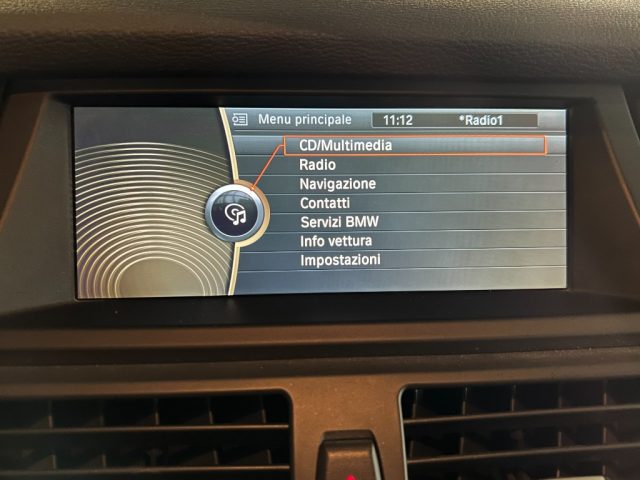 Menu principale 11:12 *Radio1
CD/Multimedia
Radio
Navigazione
Contatti
Servizi BMW
Info vettura
Impostazioni